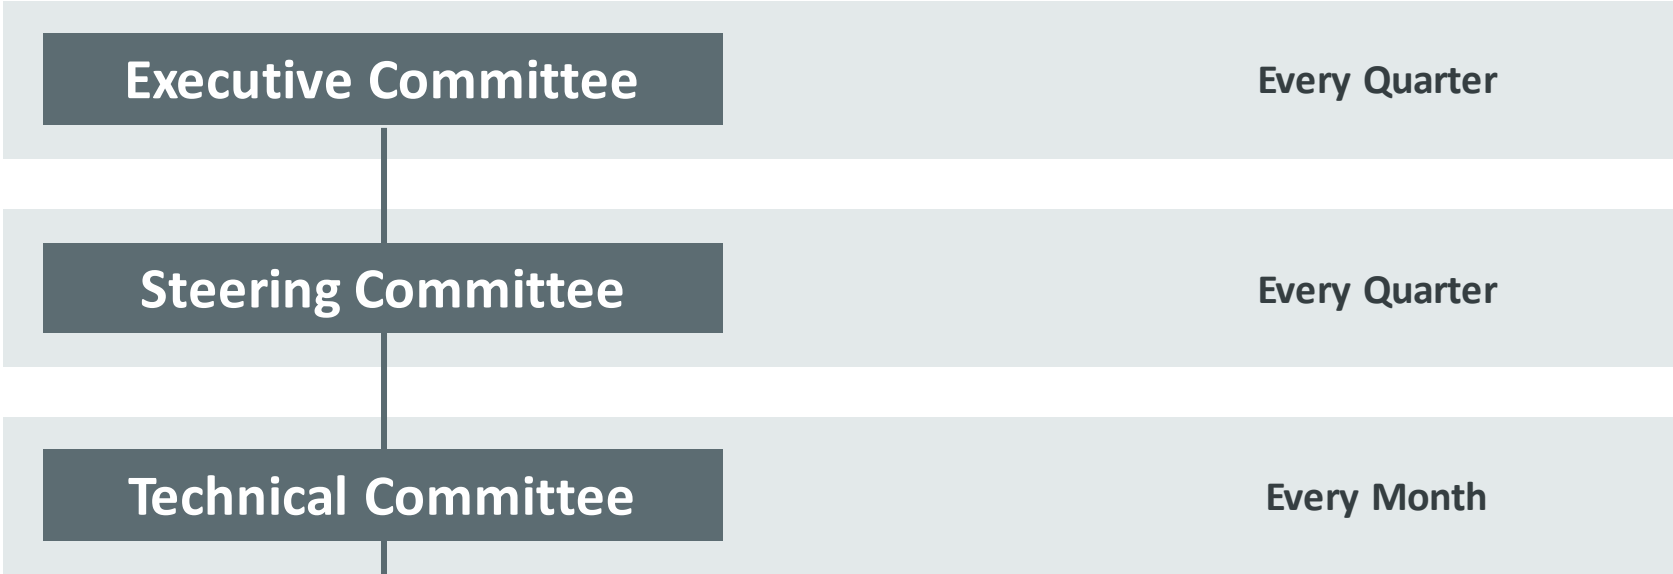 Executive Committee
Every Quarter
Steering Committee
Every Quarter
Technical Committee
Every Month